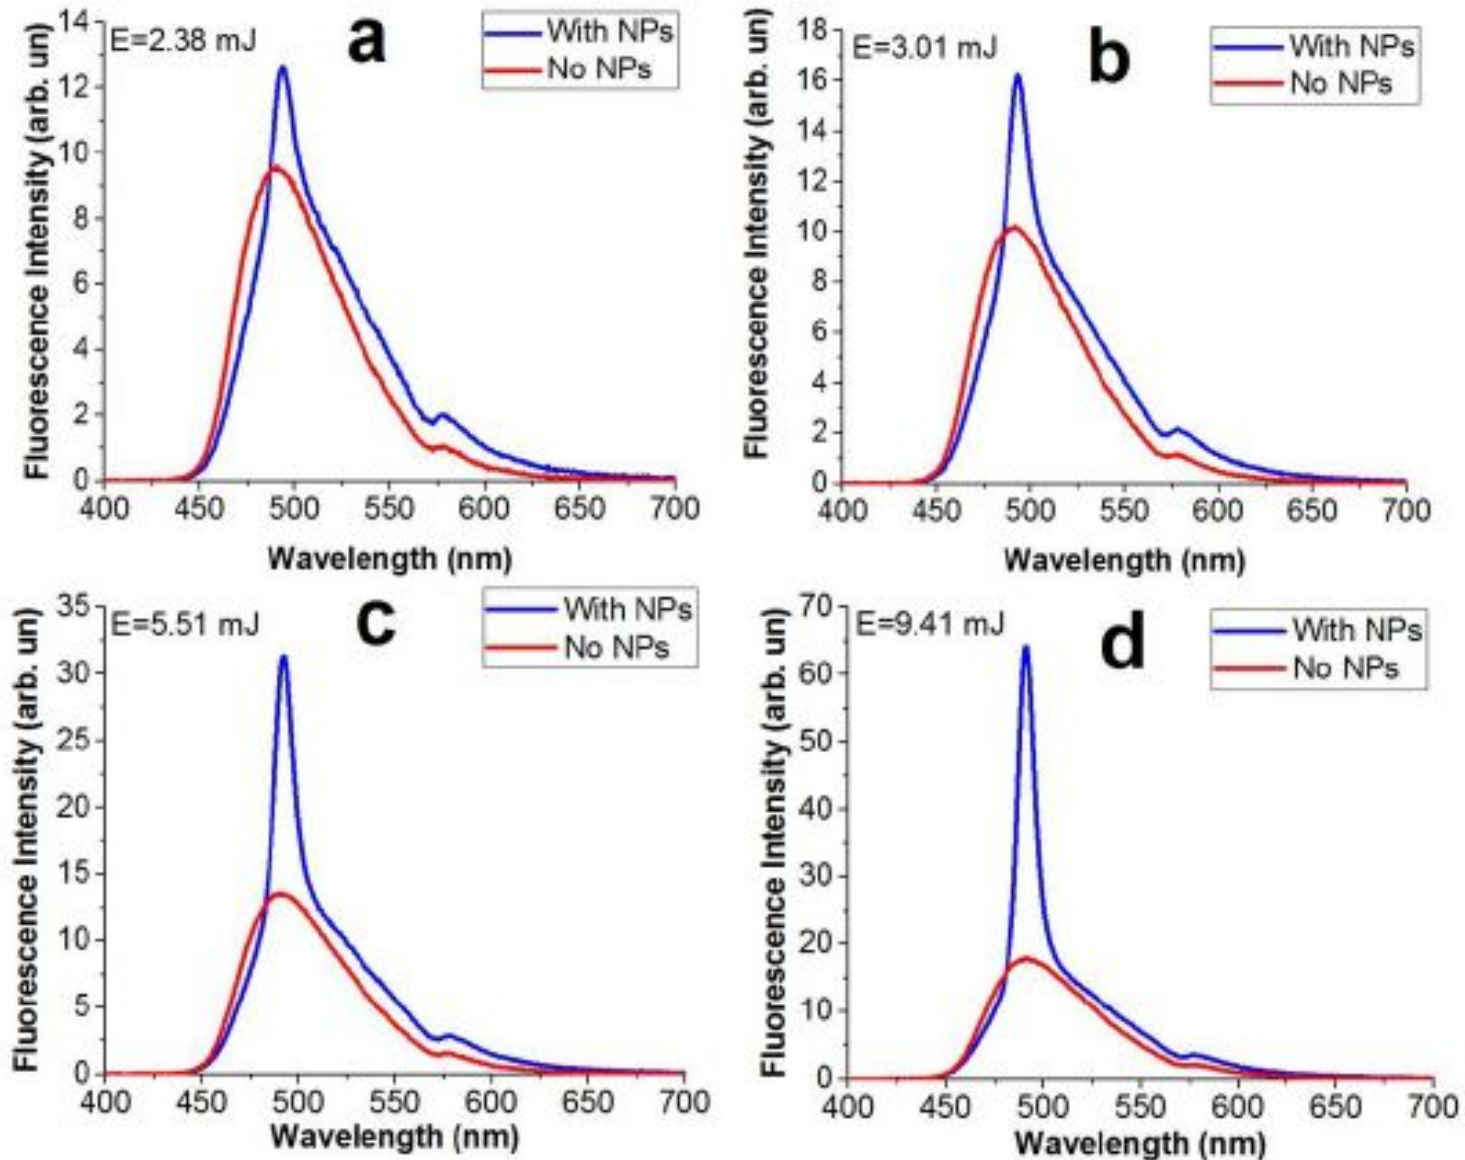 E=2.38 mJ
a
With NPs
No NPs
Fluorescence Intensity (arb. un)
14
12
10
8
6
4
2
0
400 450 500 550 600 650 700
Wavelength (nm)
E=3.01 mJ
b
With NPs
No NPs
Fluorescence Intensity (arb. un)
18
16
14
12
10
8
6
4
2
0
400 450 500 550 600 650 700
Wavelength (nm)
E=5.51 mJ
c
With NPs
No NPs
Fluorescence Intensity (arb. un)
35
30
25
20
15
10
5
0
400 450 500 550 600 650 700
Wavelength (nm)
E=9.41 mJ
d
With NPs
No NPs
Fluorescence Intensity (arb. un)
70
60
50
40
30
20
10
0
400 450 500 550 600 650 700
Wavelength (nm)